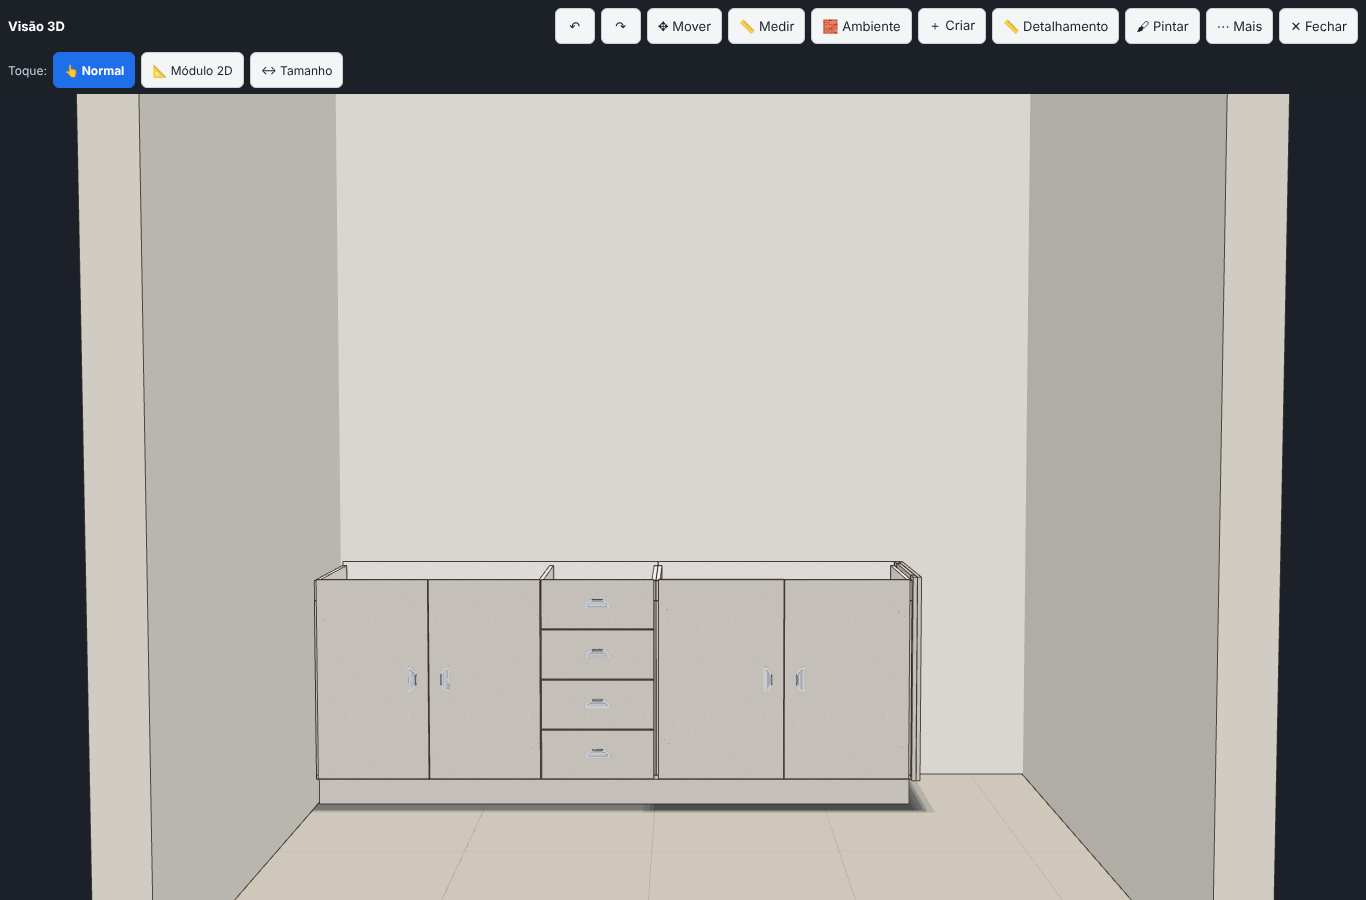 Visão 3D
↶ ↷ ✥ Mover 📏 Medir 🧱 Ambiente + Criar 📏 Detalhamento 🖌 Pintar ⋯ Mais ✕ Fechar
Toque: 👆 Normal 📐 Módulo 2D ↔ Tamanho